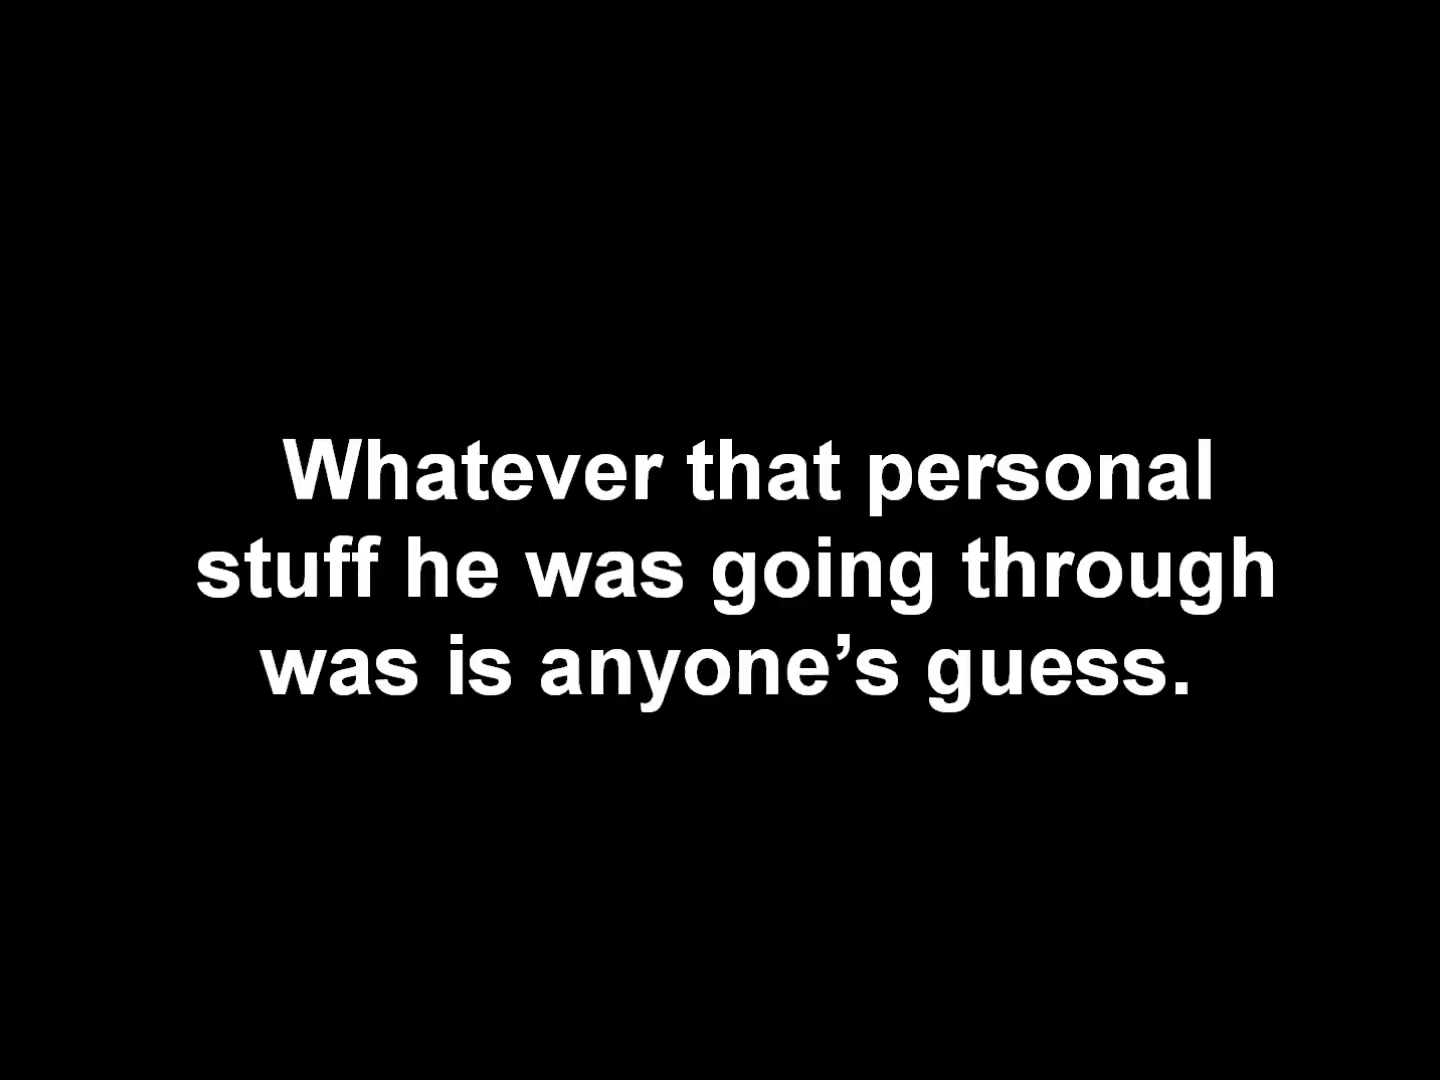 Whatever that personal
stuff he was going through
was is anyone’s guess.